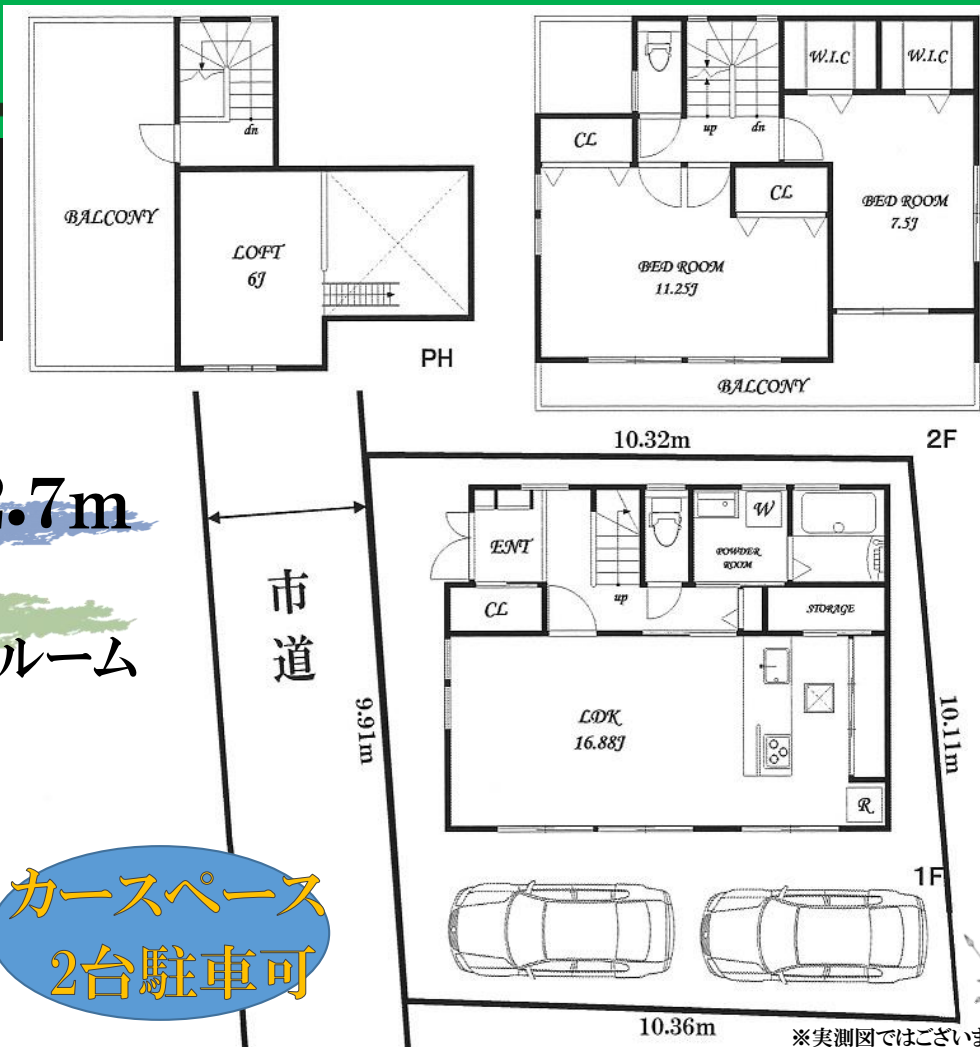 dn
BALCONY
LOFT
6J
PH
W.I.C
W.I.C
up
dn
CL
CL
BED ROOM
7.5J
BED ROOM
11.25J
BALCONY
2F
.7m
ルーム
市
道
10.32m
9.91m
10.11m
10.36m
ENT
CL
up
W
POWDER
ROOM
STORAGE
LDK
16.88J
R
1F
カースペース
2台駐車可
※実測図ではございま